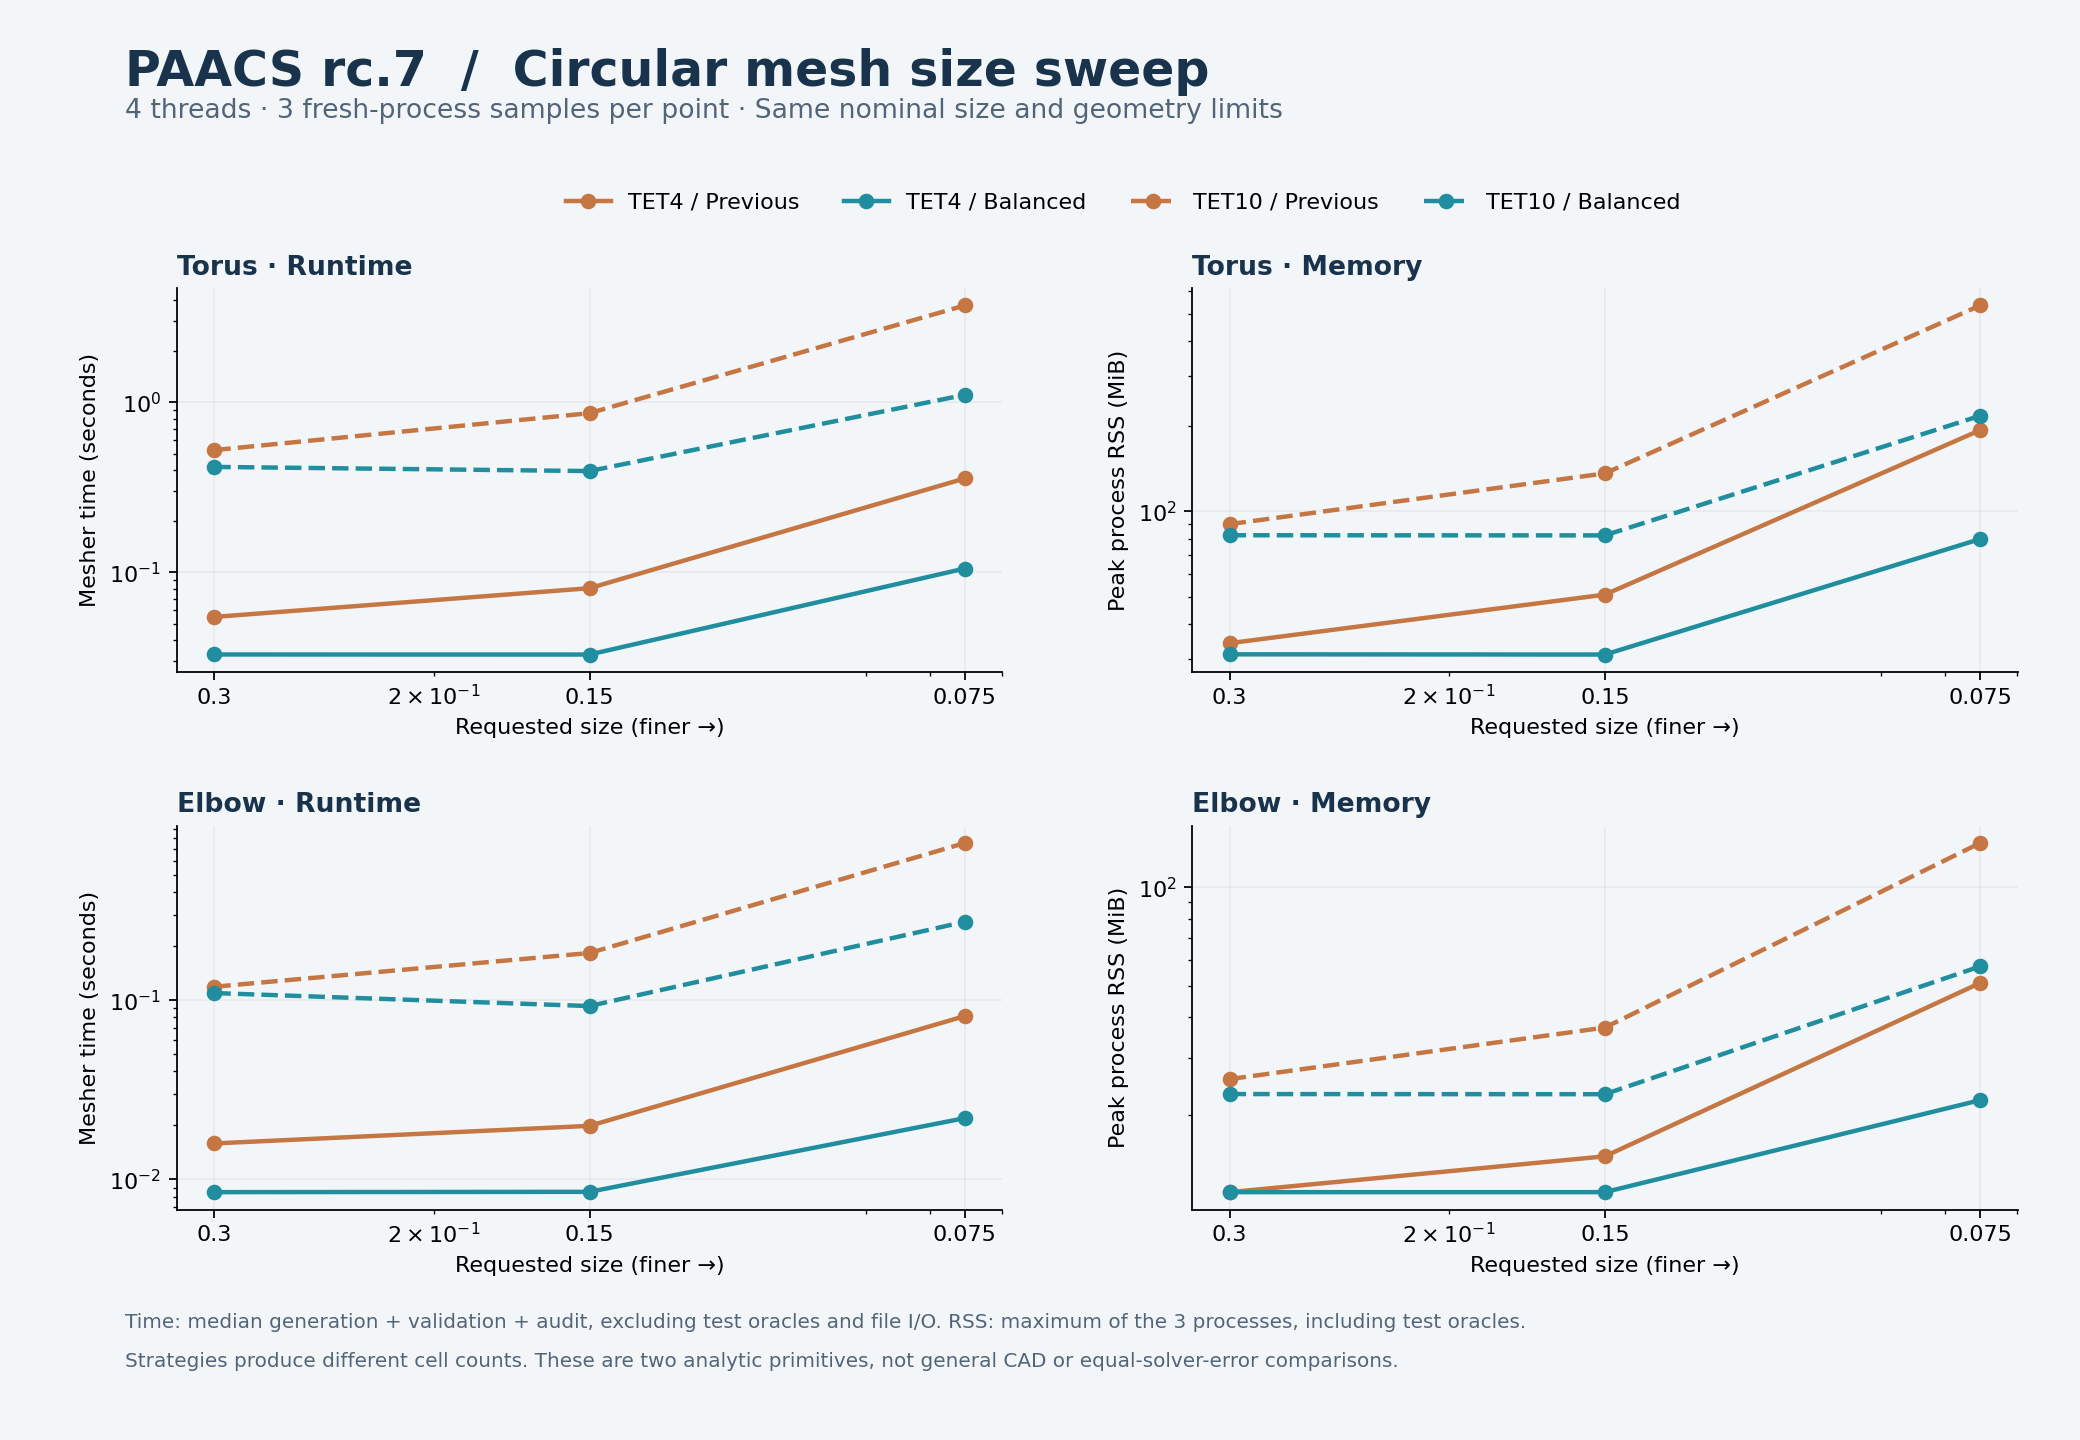 PAACS rc.7 / Circular mesh size sweep
4 threads · 3 fresh-process samples per point · Same nominal size and geometry limits
TET4 / Previous
TET4 / Balanced
TET10 / Previous
TET10 / Balanced
Torus · Runtime
Mesher time (seconds)
10⁰
10⁻¹
0.3
2 × 10⁻¹
0.15
0.075
Requested size (finer →)
Torus · Memory
Peak process RSS (MiB)
10²
0.3
2 × 10⁻¹
0.15
0.075
Requested size (finer →)
Elbow · Runtime
Mesher time (seconds)
10⁻¹
10⁻²
0.3
2 × 10⁻¹
0.15
0.075
Requested size (finer →)
Elbow · Memory
Peak process RSS (MiB)
10²
0.3
2 × 10⁻¹
0.15
0.075
Requested size (finer →)
Time: median generation + validation + audit, excluding test oracles and file I/O. RSS: maximum of the 3 processes, including test oracles.
Strategies produce different cell counts. These are two analytic primitives, not general CAD or equal-solver-error comparisons.